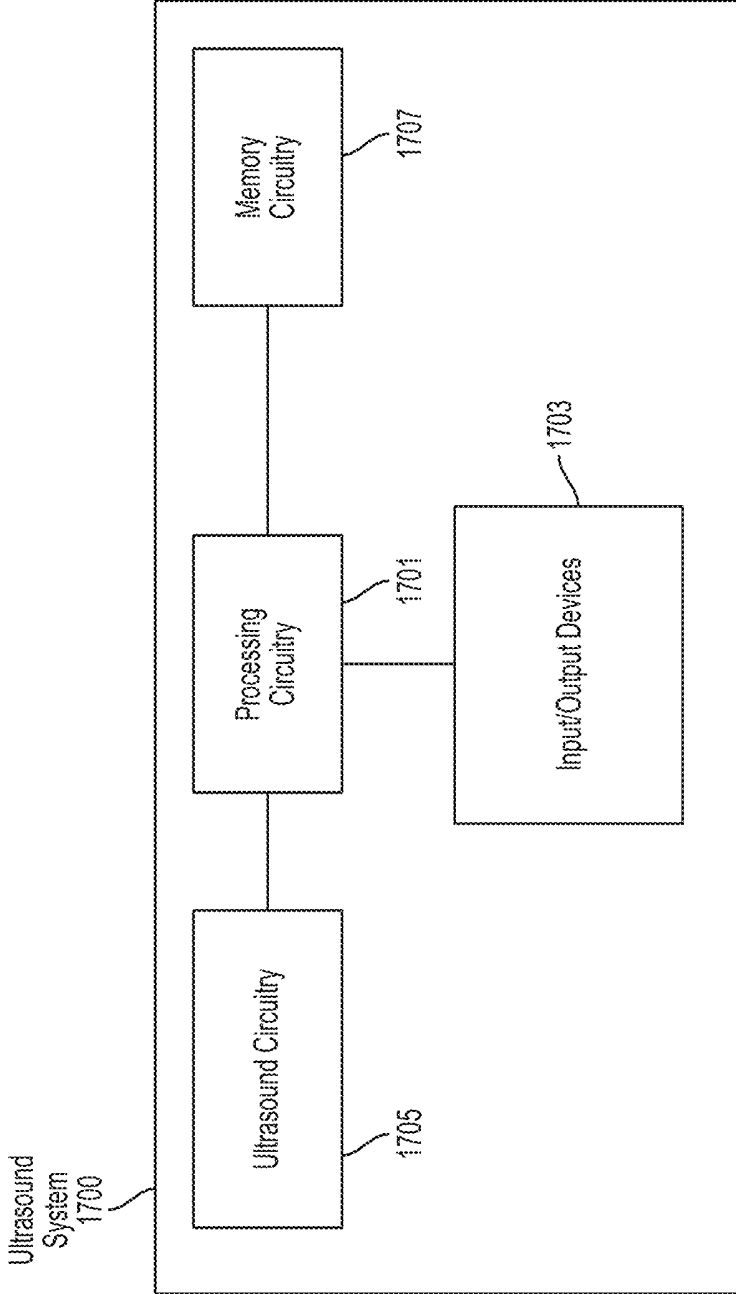 Ultrasound
System
1700
Ultrasound Circuitry
1705
Processing
Circuitry
1701
Memory
Circuitry
1707
Input/Output Devices
1703